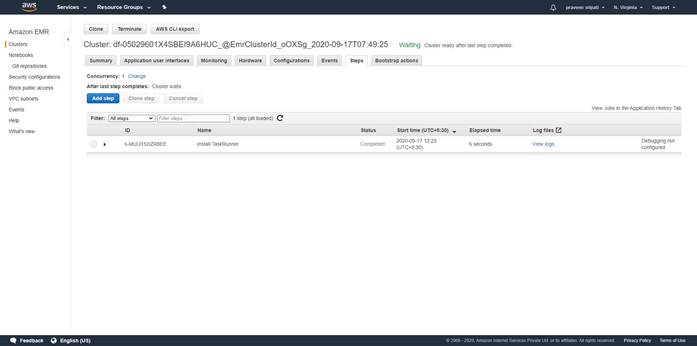 aws Services Resource Groups praveen sripati N. Virginia Support
Amazon EMR
Clusters
Notebooks
Git repositories
Security configurations
Block public access
VPC subnets
Events
Help
What's new
Clone Terminate AWS CLI export
Cluster: df-05029601X4SBEI9A6HUC_@EmrClusterId_oOXSg_2020-09-17T07:49:25 Waiting Cluster ready after last step completed.
Summary Application user interfaces Monitoring Hardware Configurations Events Steps Bootstrap actions
Concurrency: 1 Change
After last step completes: Cluster waits
Add step Clone step Cancel step
View Jobs in the Application History Tab
Filter: All steps Filter steps ... 1 step (all loaded)
ID Name Status Start time (UTC+5:30) Elapsed time Log files
Install TaskRunner Completed 2020-09-17 13:25 (UTC+5:30) 6 seconds View logs Debugging not configured
Feedback English (US) © 2008 - 2020, Amazon Internet Services Private Ltd. or its affiliates. All rights reserved. Privacy Policy Terms of Use